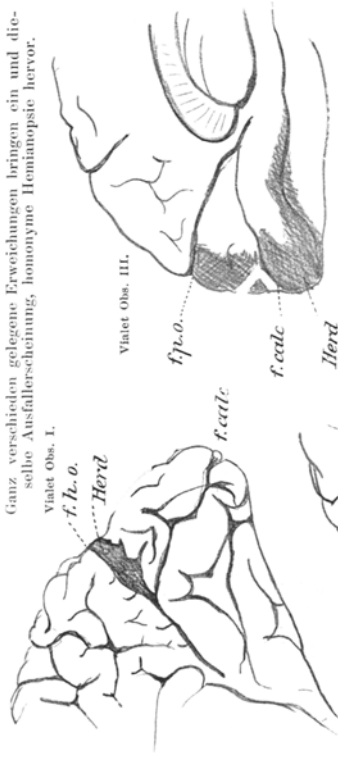 Ganz verschieden gelegene Erweichungen bringen ein und die-
selbe Ausfallerscheinung, homonyme Hemianopsie hervor.
Vialet Obs. I.
f. h. o.
Herd
f. calc
Vialet Obs. III.
f. p. o.
f. calc
Herd